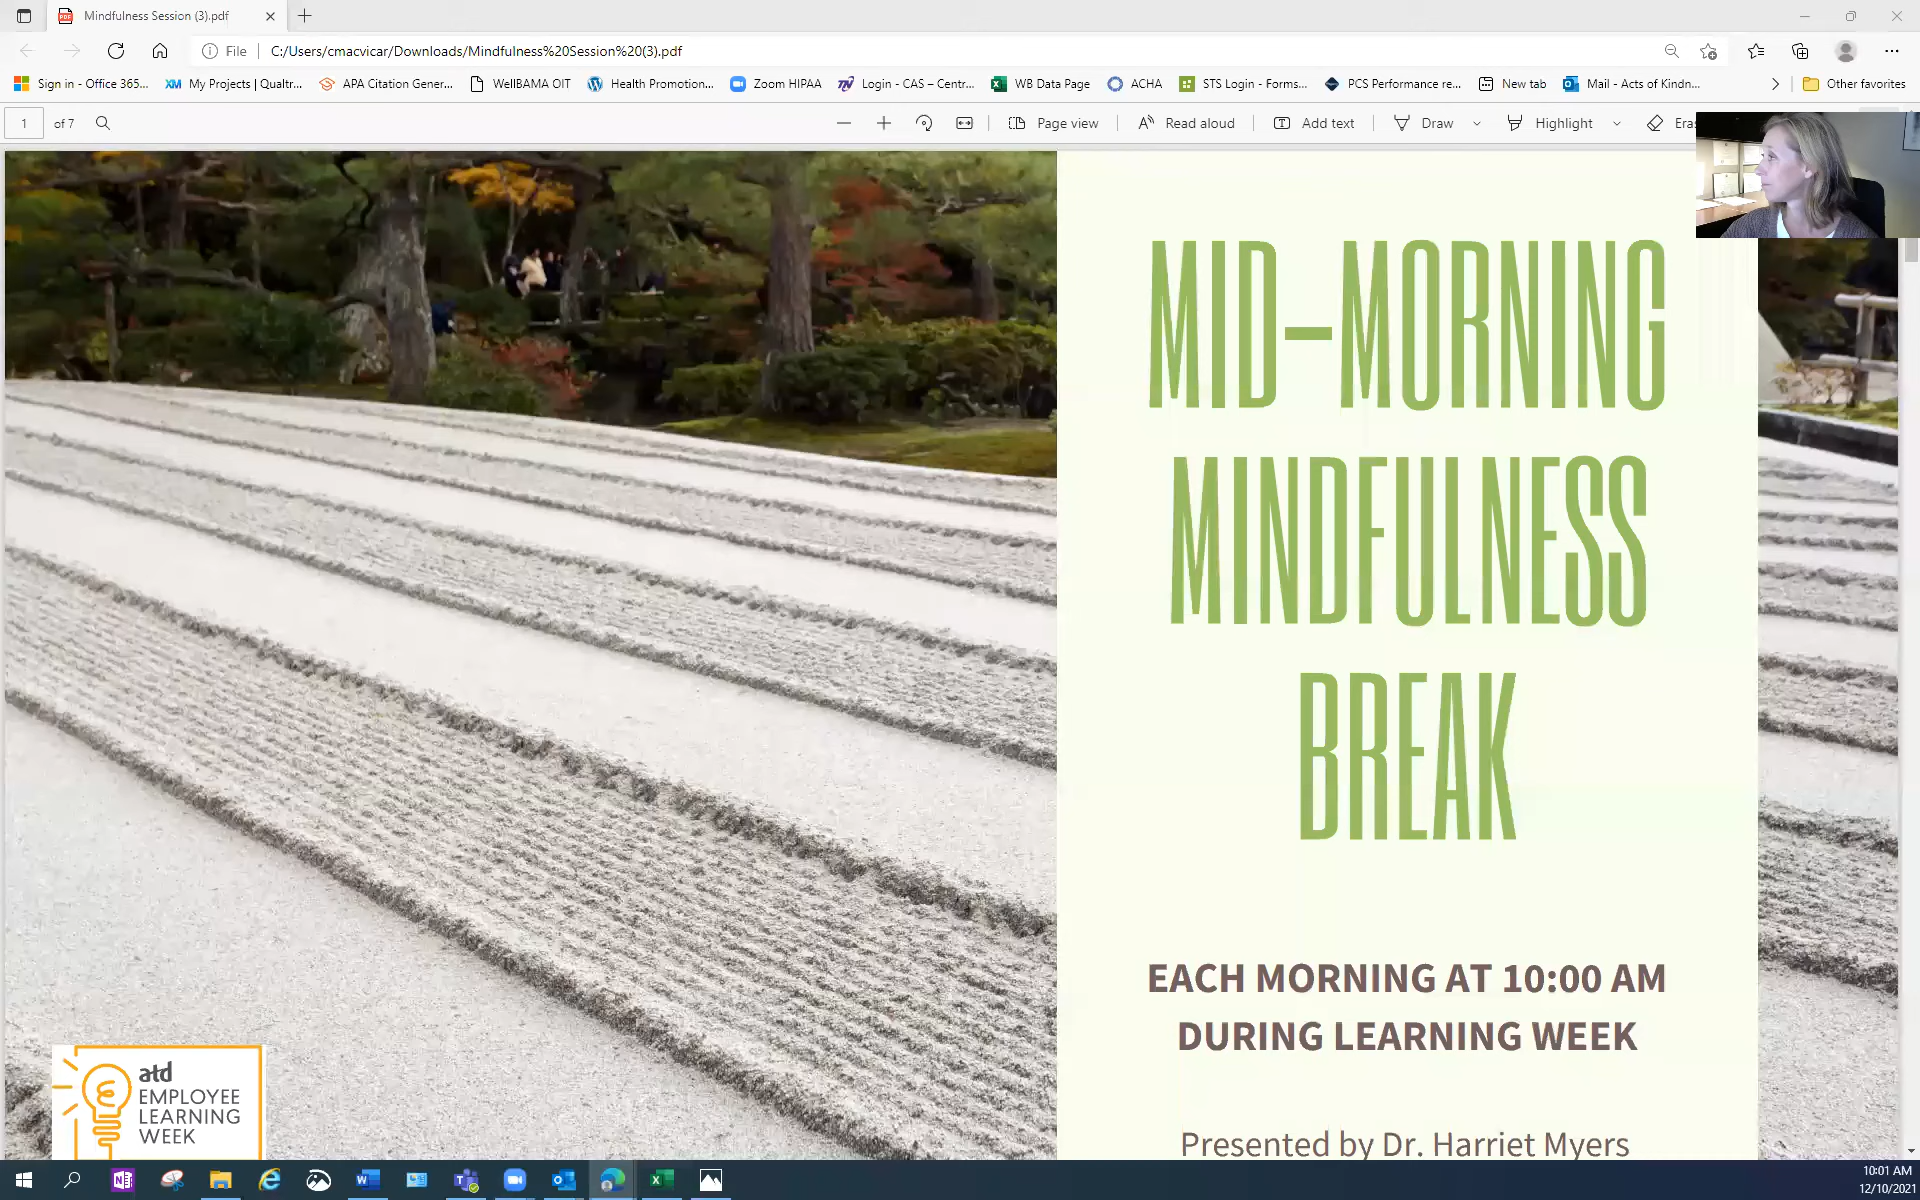 Mindfulness Session (3).pdf
File C:/Users/cmacvicar/Downloads/Mindfulness%20Session%20(3).pdf
Sign in - Office 365... My Projects | Qualtr... APA Citation Gener... WellBAMA OIT Health Promotion... Zoom HIPAA Login - CAS – Centr... WB Data Page ACHA STS Login - Forms... PCS Performance re... New tab Mail - Acts of Kindn... Other favorites
1 of 7 Page view Read aloud Add text Draw Highlight Eras
MID–MORNING
MINDFULNESS
BREAK
EACH MORNING AT 10:00 AM
DURING LEARNING WEEK
Presented by Dr. Harriet Myers
atd
EMPLOYEE
LEARNING
WEEK
10:01 AM
12/10/2021